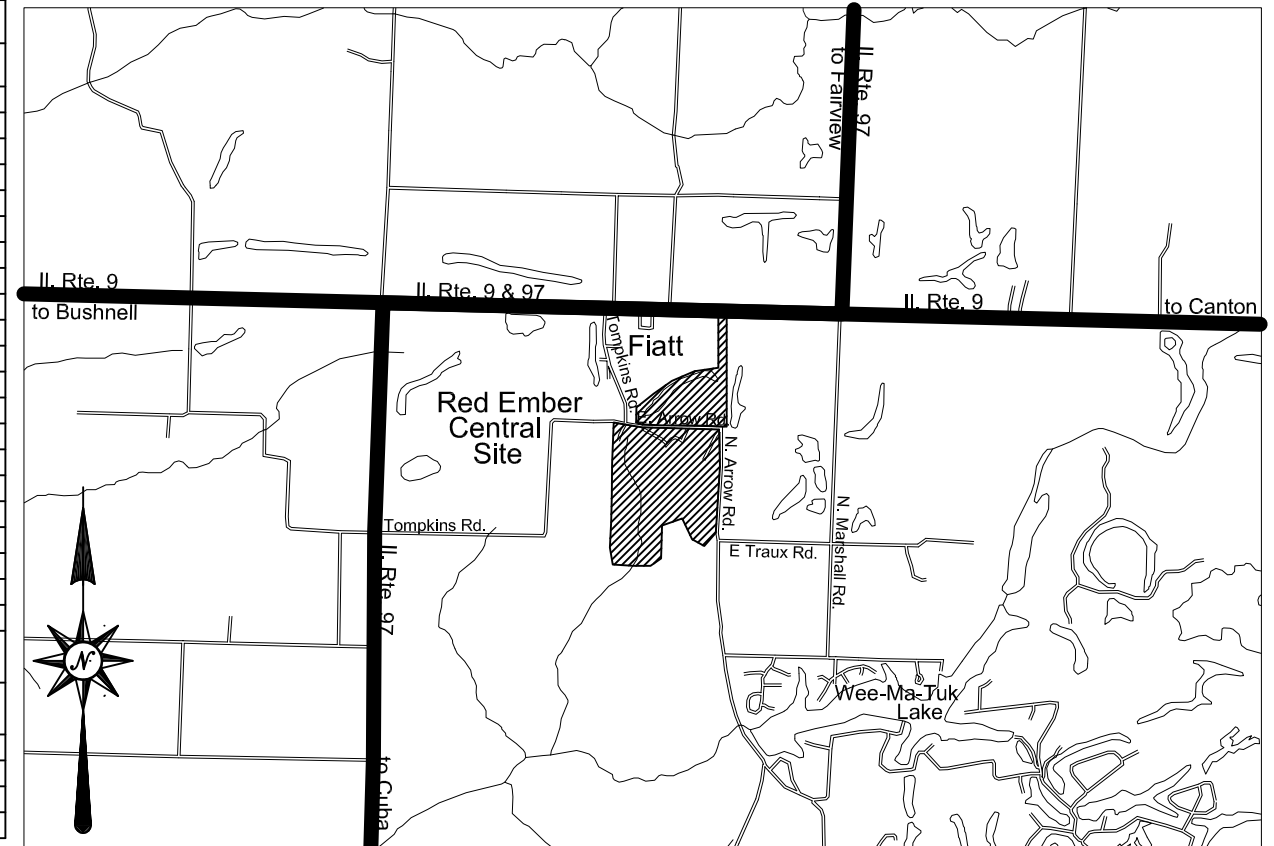 Il. Rte. 97
to Fairview
Il. Rte. 9
to Bushnell
Il. Rte. 9 & 97
Il. Rte. 9
to Canton
Tompkins Rd.
Fiatt
Red Ember
Central
Site
E. Arrow Rd.
N. Arrow Rd.
Tompkins Rd.
N. Marshall Rd.
E Traux Rd.
Il. Rte. 97
N
Wee-Ma-Tuk
Lake
to Cuba